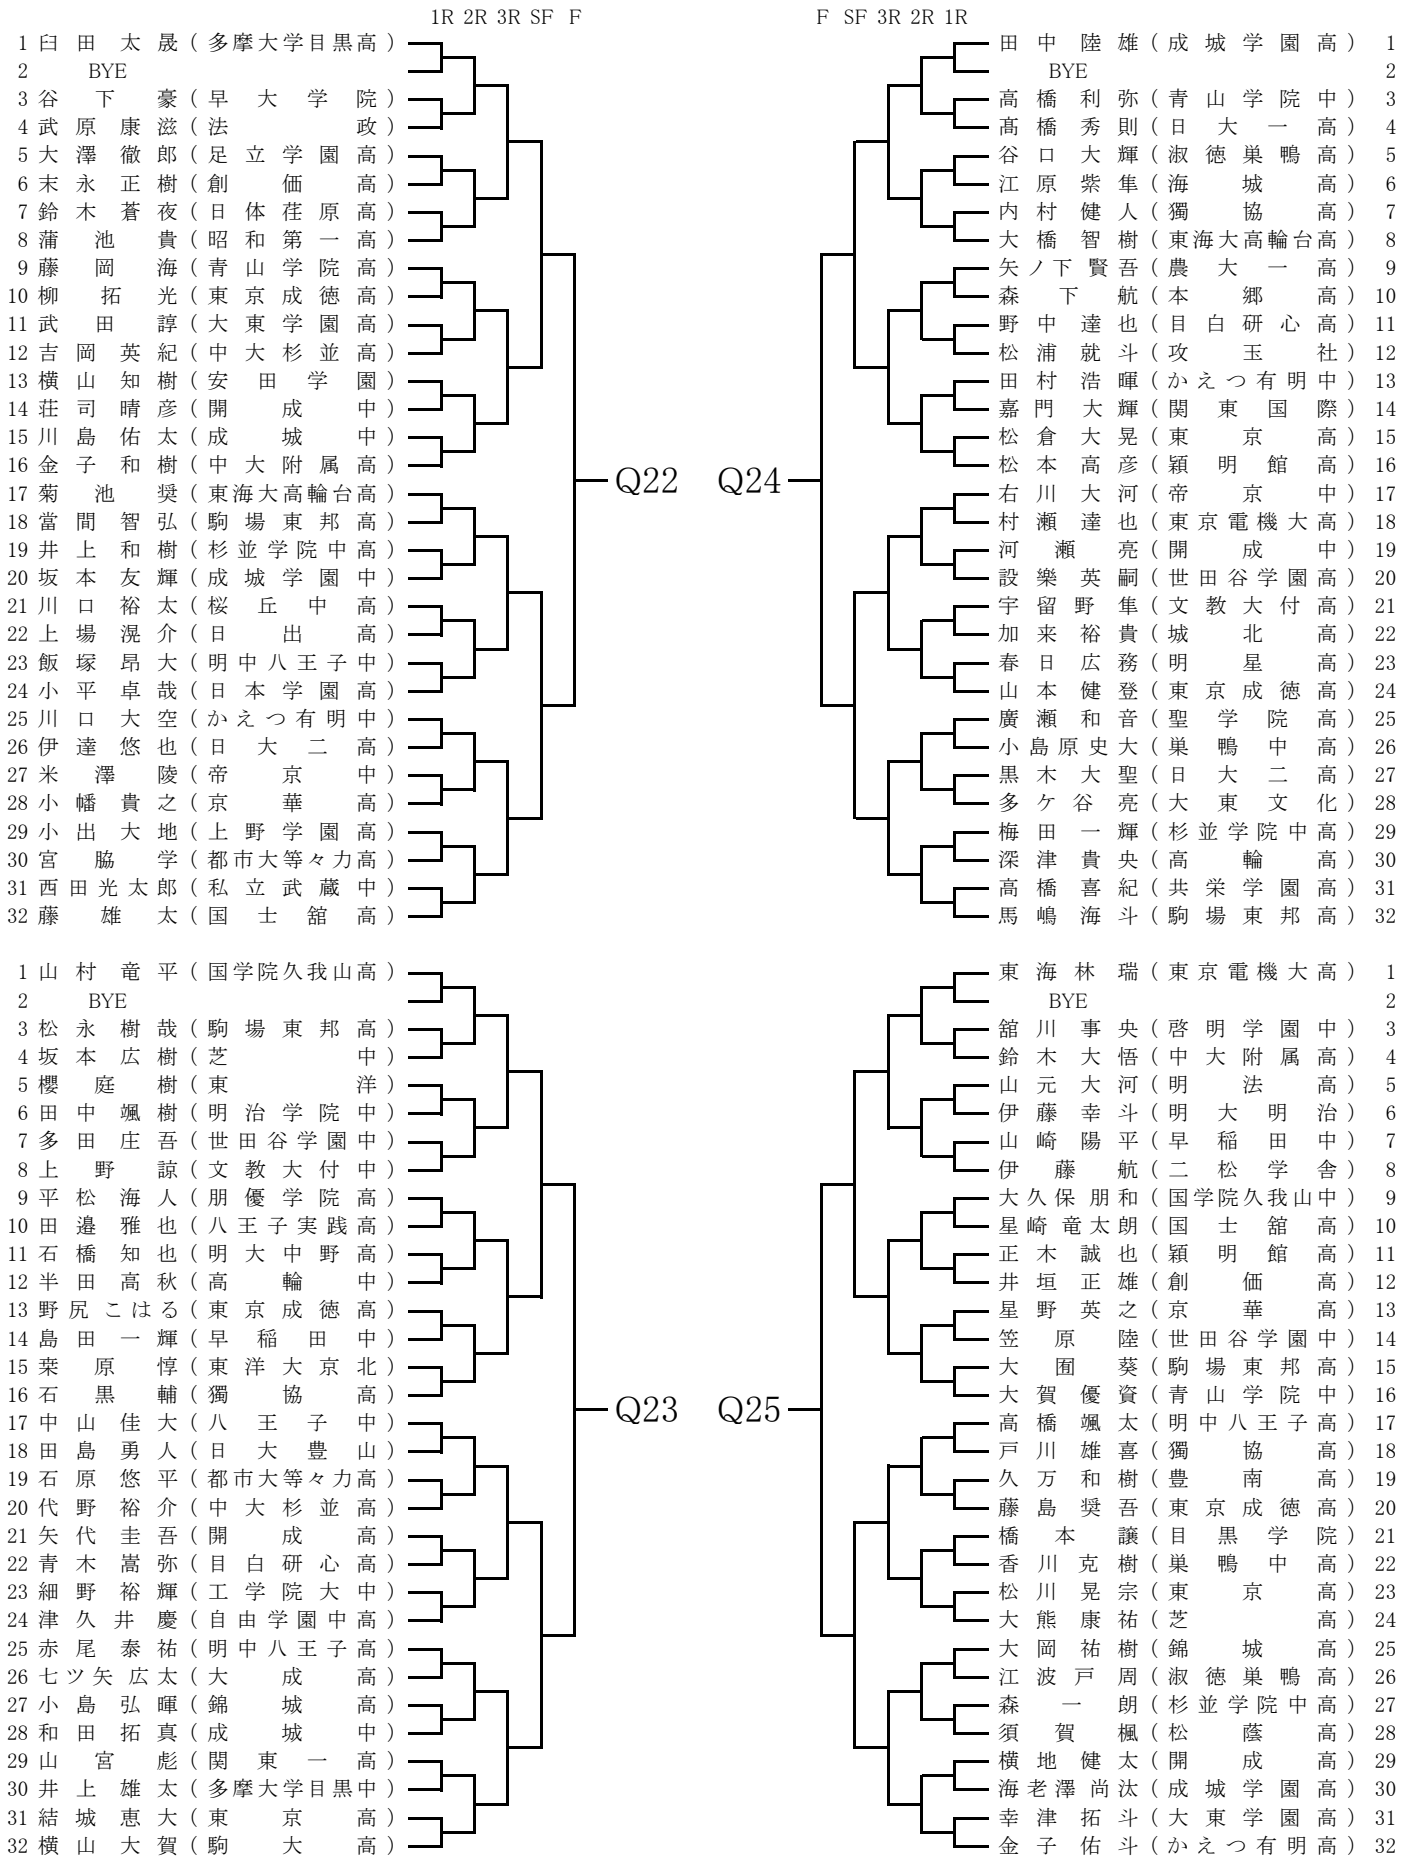 1R 2R 3R SF F
1 臼田太晟(多摩大学目黒高)
2 BYE
3 谷下豪(早大学院)
4 武原康滋(法政)
5 大澤徹郎(足立学園高)
6 末永正樹(創価高)
7 鈴木蒼夜(日体荏原高)
8 蒲池貴(昭和第一高)
9 藤岡海(青山学院高)
10 柳拓光(東京成徳高)
11 武田諄(大東学園高)
12 吉岡英紀(中大杉並高)
13 横山知樹(安田学園)
14 荘司晴彦(開成中)
15 川島佑太(成城中)
16 金子和樹(中大附属高)
17 菊池奨(東海大高輪台高)
18 當間智弘(駒場東邦高)
19 井上和樹(杉並学院中高)
20 坂本友輝(成城学園中)
21 川口裕太(桜丘中高)
22 上場滉介(日出高)
23 飯塚昂大(明中八王子中)
24 小平卓哉(日本学園高)
25 川口大空(かえつ有明中)
26 伊達悠也(日大二高)
27 米澤陵(帝京中)
28 小幡貴之(京華高)
29 小出大地(上野学園高)
30 宮脇学(都市大等々力高)
31 西田光太郎(私立武蔵中)
32 藤雄太(国士舘高)
Q22
F SF 3R 2R 1R
田中陸雄(成城学園高) 1
BYE 2
高橋利弥(青山学院中) 3
髙橋秀則(日大一高) 4
谷口大輝(淑徳巣鴨高) 5
江原紫隼(海城高) 6
内村健人(獨協高) 7
大橋智樹(東海大高輪台高) 8
矢ノ下賢吾(農大一高) 9
森下航(本郷高) 10
野中達也(目白研心高) 11
松浦就斗(攻玉社) 12
田村浩暉(かえつ有明中) 13
嘉門大輝(関東国際) 14
松倉大晃(東京高) 15
松本高彦(穎明館高) 16
右川大河(帝京中) 17
村瀬達也(東京電機大高) 18
河瀬亮(開成中) 19
設樂英嗣(世田谷学園高) 20
宇留野隼(文教大付高) 21
加来裕貴(城北高) 22
春日広務(明星高) 23
山本健登(東京成徳高) 24
廣瀬和音(聖学院高) 25
小島原史大(巣鴨中高) 26
黒木大聖(日大二高) 27
多ケ谷亮(大東文化) 28
梅田一輝(杉並学院中高) 29
深津貴央(高輪高) 30
高橋喜紀(共栄学園高) 31
馬嶋海斗(駒場東邦高) 32
Q24
1 山村竜平(国学院久我山高)
2 BYE
3 松永樹哉(駒場東邦高)
4 坂本広樹(芝中)
5 櫻庭樹(東洋)
6 田中颯樹(明治学院中)
7 多田庄吾(世田谷学園中)
8 上野諒(文教大付中)
9 平松海人(朋優学院高)
10 田邉雅也(八王子実践高)
11 石橋知也(明大中野高)
12 半田高秋(高輪中)
13 野尻こはる(東京成徳高)
14 島田一輝(早稲田中)
15 桒原惇(東洋大京北)
16 石黒輔(獨協高)
17 中山佳大(八王子中)
18 田島勇人(日大豊山)
19 石原悠平(都市大等々力高)
20 代野裕介(中大杉並高)
21 矢代圭吾(開成高)
22 青木嵩弥(目白研心高)
23 細野裕輝(工学院大中)
24 津久井慶(自由学園中高)
25 赤尾泰祐(明中八王子高)
26 七ツ矢広太(大成高)
27 小島弘暉(錦城高)
28 和田拓真(成城中)
29 山宮彪(関東一高)
30 井上雄太(多摩大学目黒中)
31 結城恵大(東京高)
32 横山大賀(駒大高)
Q23
東海林瑞(東京電機大高) 1
BYE 2
舘川事央(啓明学園中) 3
鈴木大悟(中大附属高) 4
山元大河(明法高) 5
伊藤幸斗(明大明治) 6
山崎陽平(早稲田中) 7
伊藤航(二松学舎) 8
大久保朋和(国学院久我山中) 9
星崎竜太朗(国士舘高) 10
正木誠也(穎明館高) 11
井垣正雄(創価高) 12
星野英之(京華高) 13
笠原陸(世田谷学園中) 14
大囿葵(駒場東邦高) 15
大賀優資(青山学院中) 16
高橋颯太(明中八王子高) 17
戸川雄喜(獨協高) 18
久万和樹(豊南高) 19
藤島奨吾(東京成徳高) 20
橋本譲(目黒学院) 21
香川克樹(巣鴨中高) 22
松川晃宗(東京高) 23
大熊康祐(芝高) 24
大岡祐樹(錦城高) 25
江波戸周(淑徳巣鴨高) 26
森一朗(杉並学院中高) 27
須賀楓(松蔭高) 28
横地健太(開成高) 29
海老澤尚汰(成城学園高) 30
幸津拓斗(大東学園高) 31
金子佑斗(かえつ有明高) 32
Q25